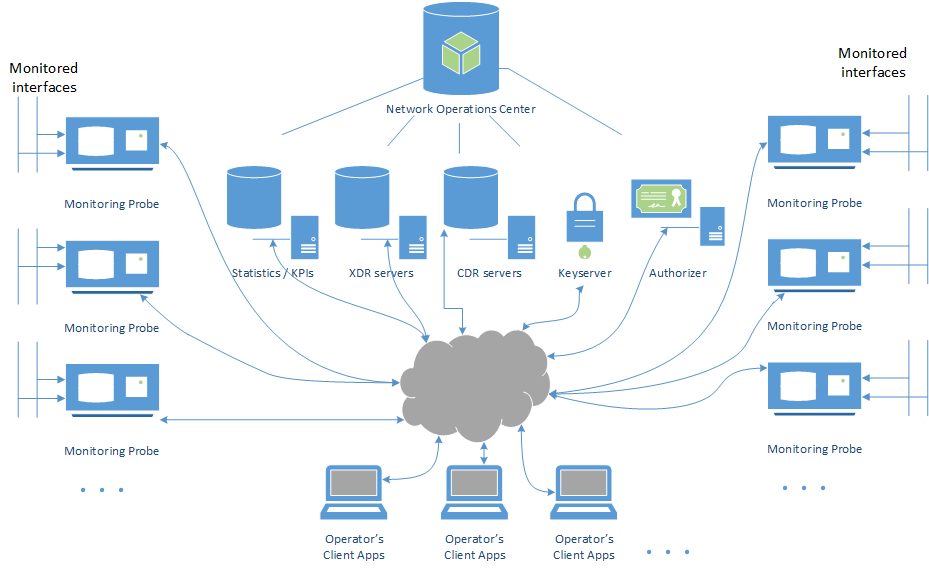 Monitored
interfaces
Monitored
interfaces
Network Operations Center
Monitoring Probe
Monitoring Probe
Statistics / KPIs
XDR servers
CDR servers
Keyserver
Authorizer
Monitoring Probe
Monitoring Probe
Monitoring Probe
Monitoring Probe
Operator's
Client Apps
Operator's
Client Apps
Operator's
Client Apps